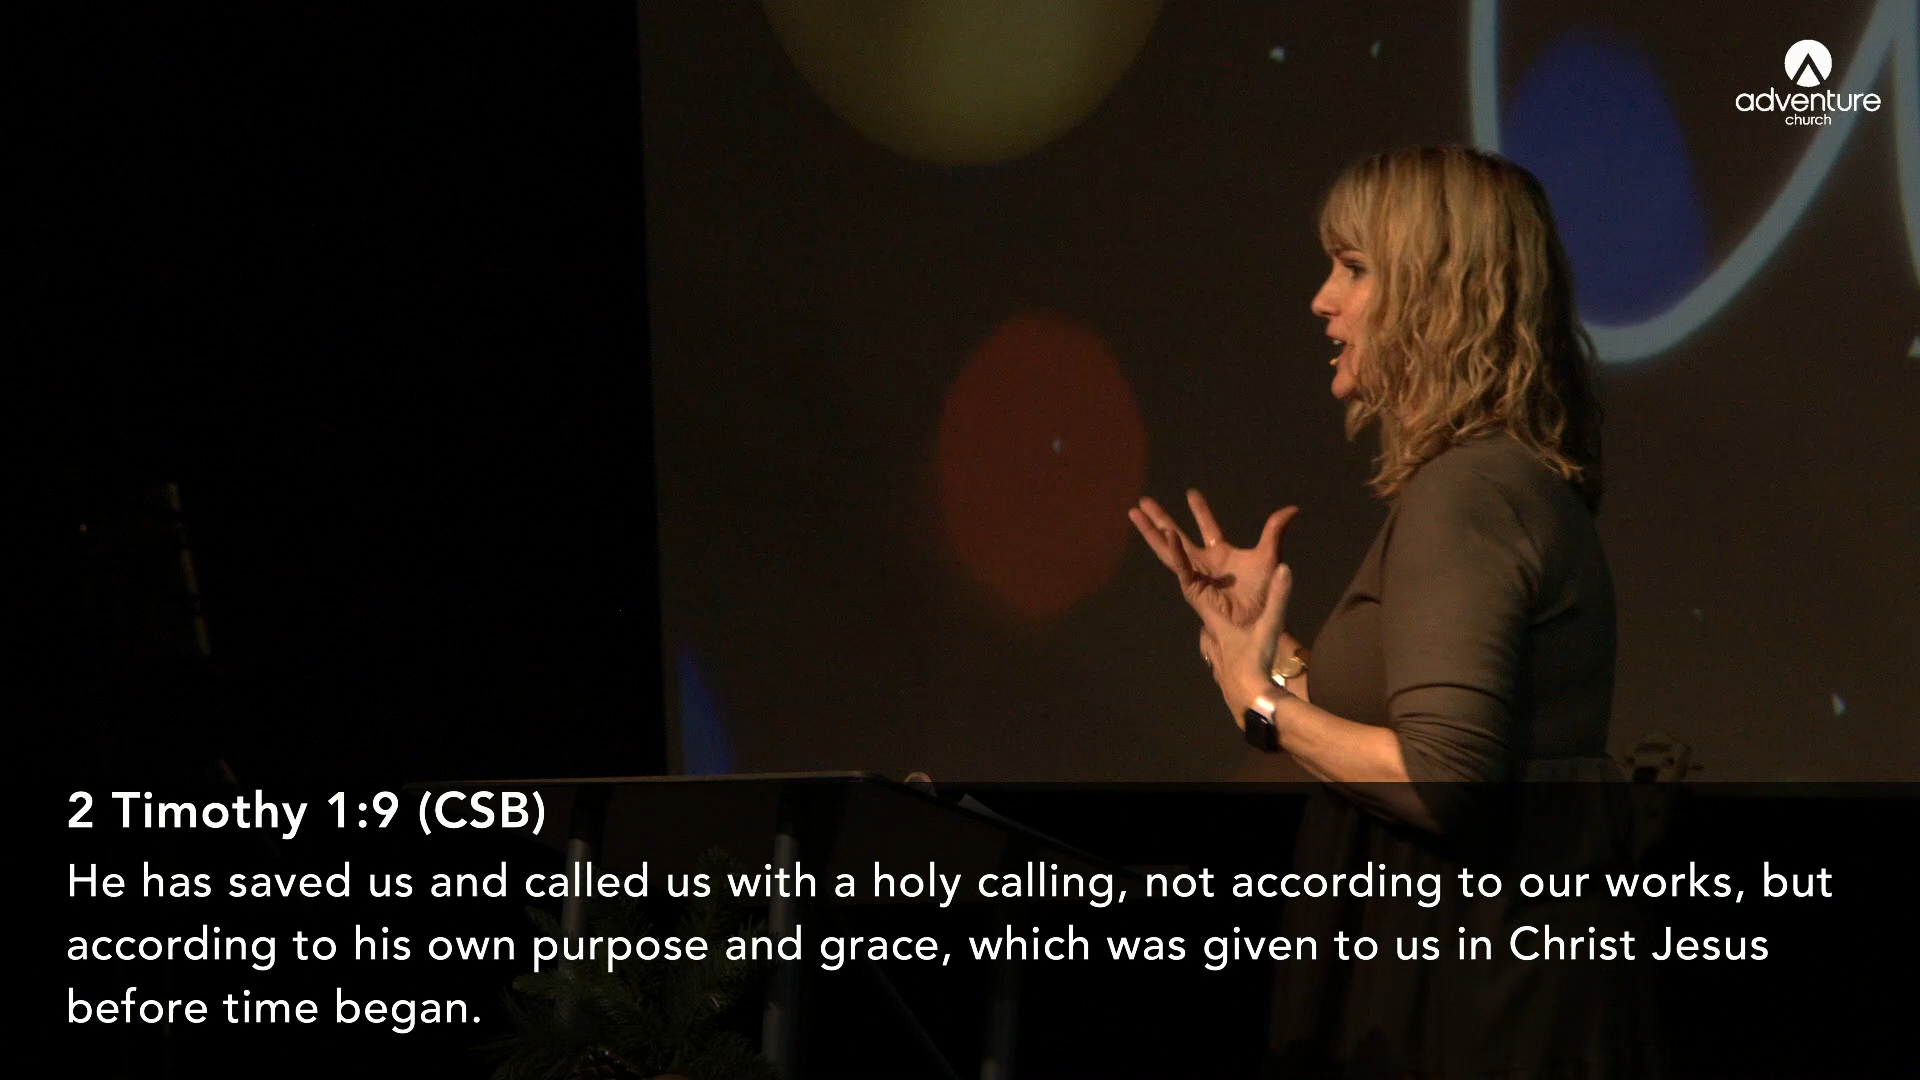 adventure
church
2 Timothy 1:9 (CSB)
He has saved us and called us with a holy calling, not according to our works, but
according to his own purpose and grace, which was given to us in Christ Jesus
before time began.